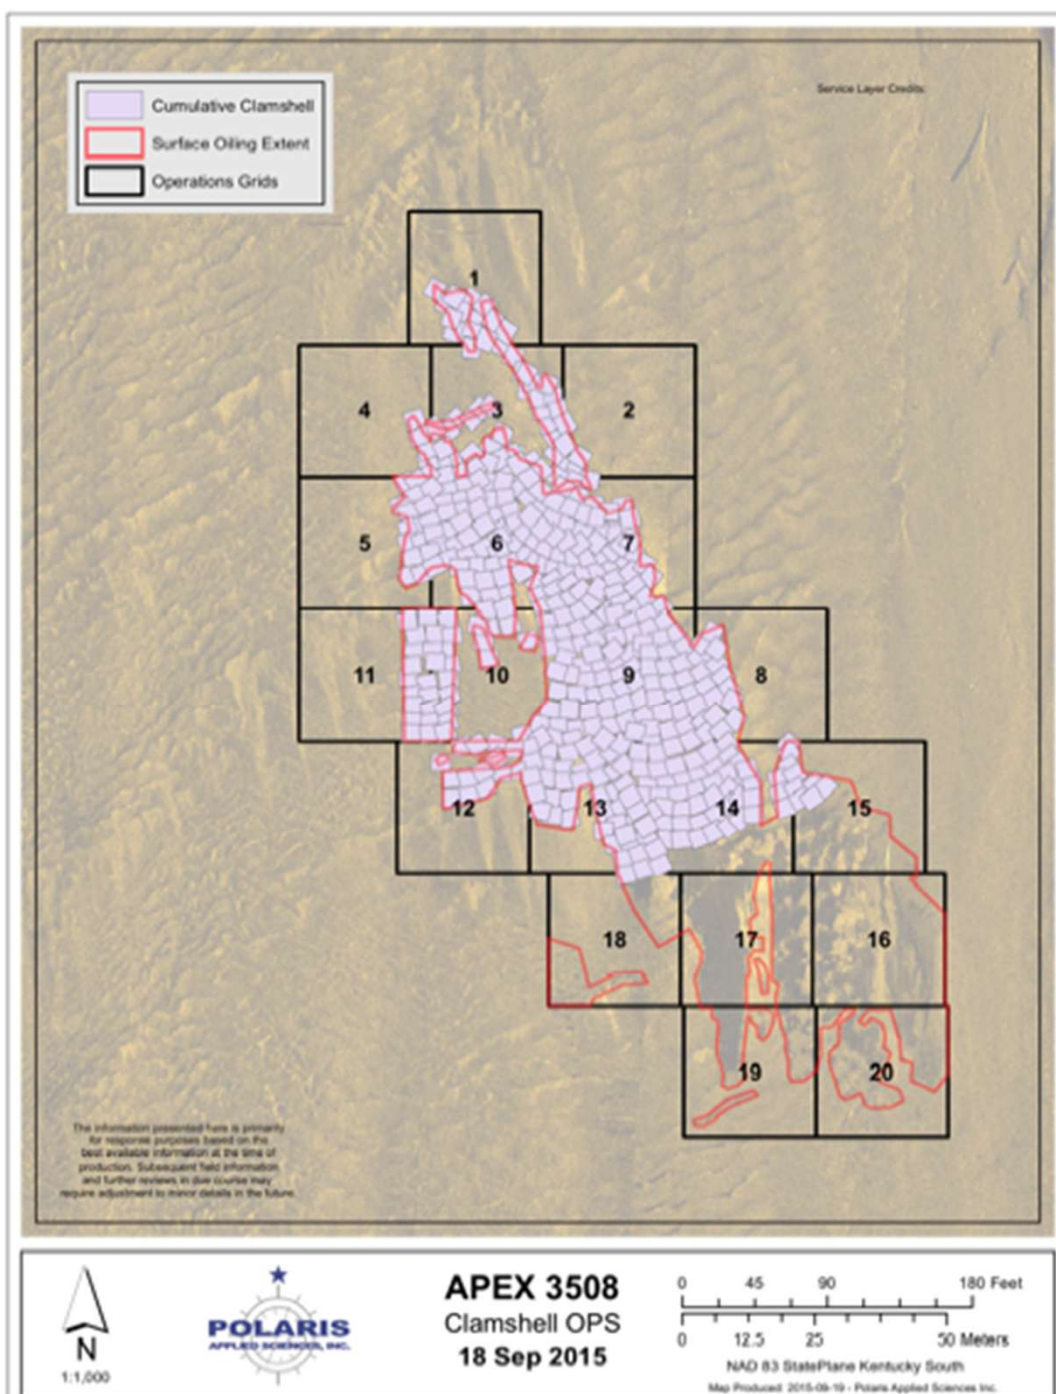 Service Layer Credits:
Cumulative Clamshell
Surface Oiling Extent
Operations Grids
1
4
3
2
5
6
7
11
10
9
8
12
13
14
15
18
17
16
19
20
The information presented here is primarily
for response purposes based on the
best available information at the time of
production. Subsequent field information
and further reviews in due course may
require adjustment to minor details in the future.
N
1:1,000
POLARIS
APPLIED SCIENCES, INC.
APEX 3508
Clamshell OPS
18 Sep 2015
0 45 90 180 Feet
0 12.5 25 50 Meters
NAD 83 StatePlane Kentucky South
Map Produced: 2015-09-19 - Polaris Applied Sciences Inc.